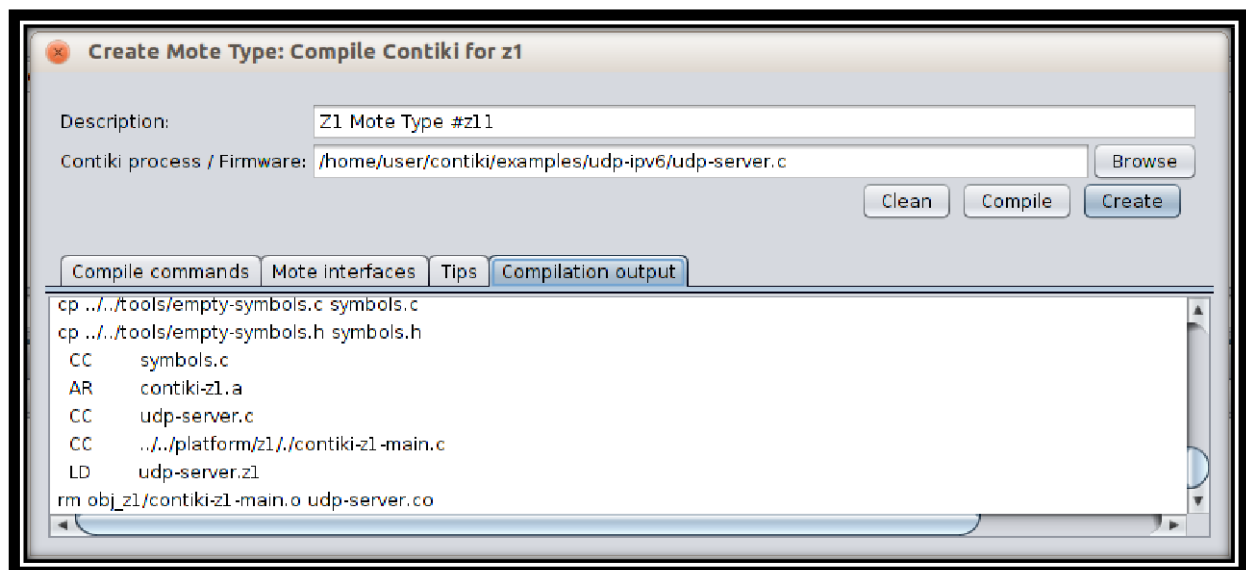 Create Mote Type: Compile Contiki for z1
Description: Z1 Mote Type #z11
Contiki process / Firmware: /home/user/contiki/examples/udp-ipv6/udp-server.c Browse
Clean Compile Create
Compile commands Mote interfaces Tips Compilation output
cp ../../tools/empty-symbols.c symbols.c
cp ../../tools/empty-symbols.h symbols.h
CC symbols.c
AR contiki-z1.a
CC udp-server.c
CC ../../platform/z1/./contiki-z1-main.c
LD udp-server.z1
rm obj_z1/contiki-z1-main.o udp-server.co